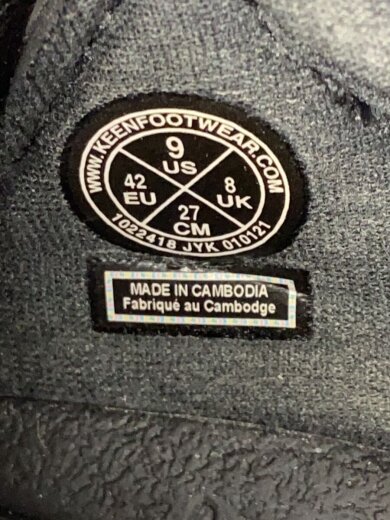 WWW.KEENFOOTWEAR.COM
9
US
42
EU
8
UK
27
CM
1022418 JYK 010121
MADE IN CAMBODIA
Fabriqué au Cambodge